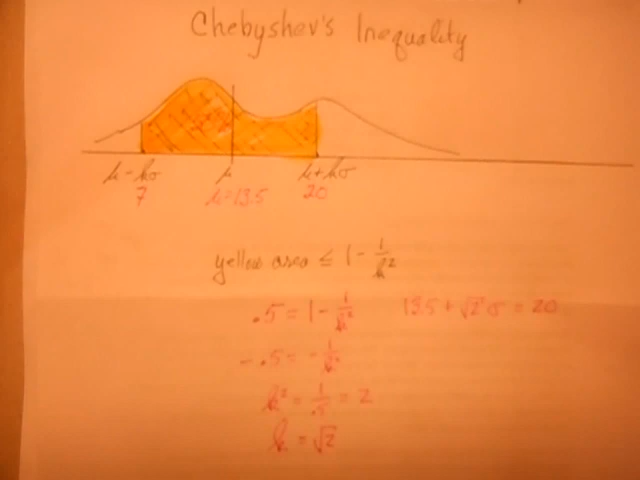 Chebyshev's Inequality
μ-kσ μ μ+kσ
7 μ=13.5 20
yellow area ≤ 1 - 1/k²
.5 = 1 - 1/k² 13.5 + √2 σ = 20
-.5 = - 1/k²
k² = 1/.5 = 2
k = √2